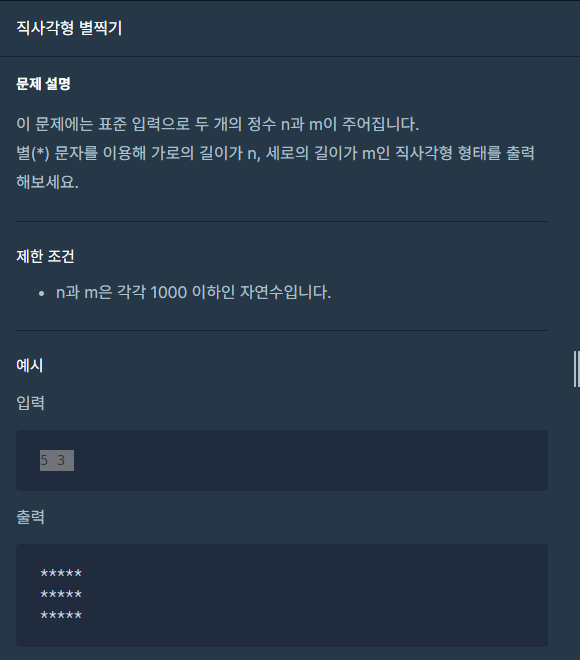 직사각형 별찍기
문제 설명
이 문제에는 표준 입력으로 두 개의 정수 n과 m이 주어집니다.
별(*) 문자를 이용해 가로의 길이가 n, 세로의 길이가 m인 직사각형 형태를 출력
해보세요.
제한 조건
• n과 m은 각각 1000 이하인 자연수입니다.
예시
입력
5 3
출력
*****
*****
*****